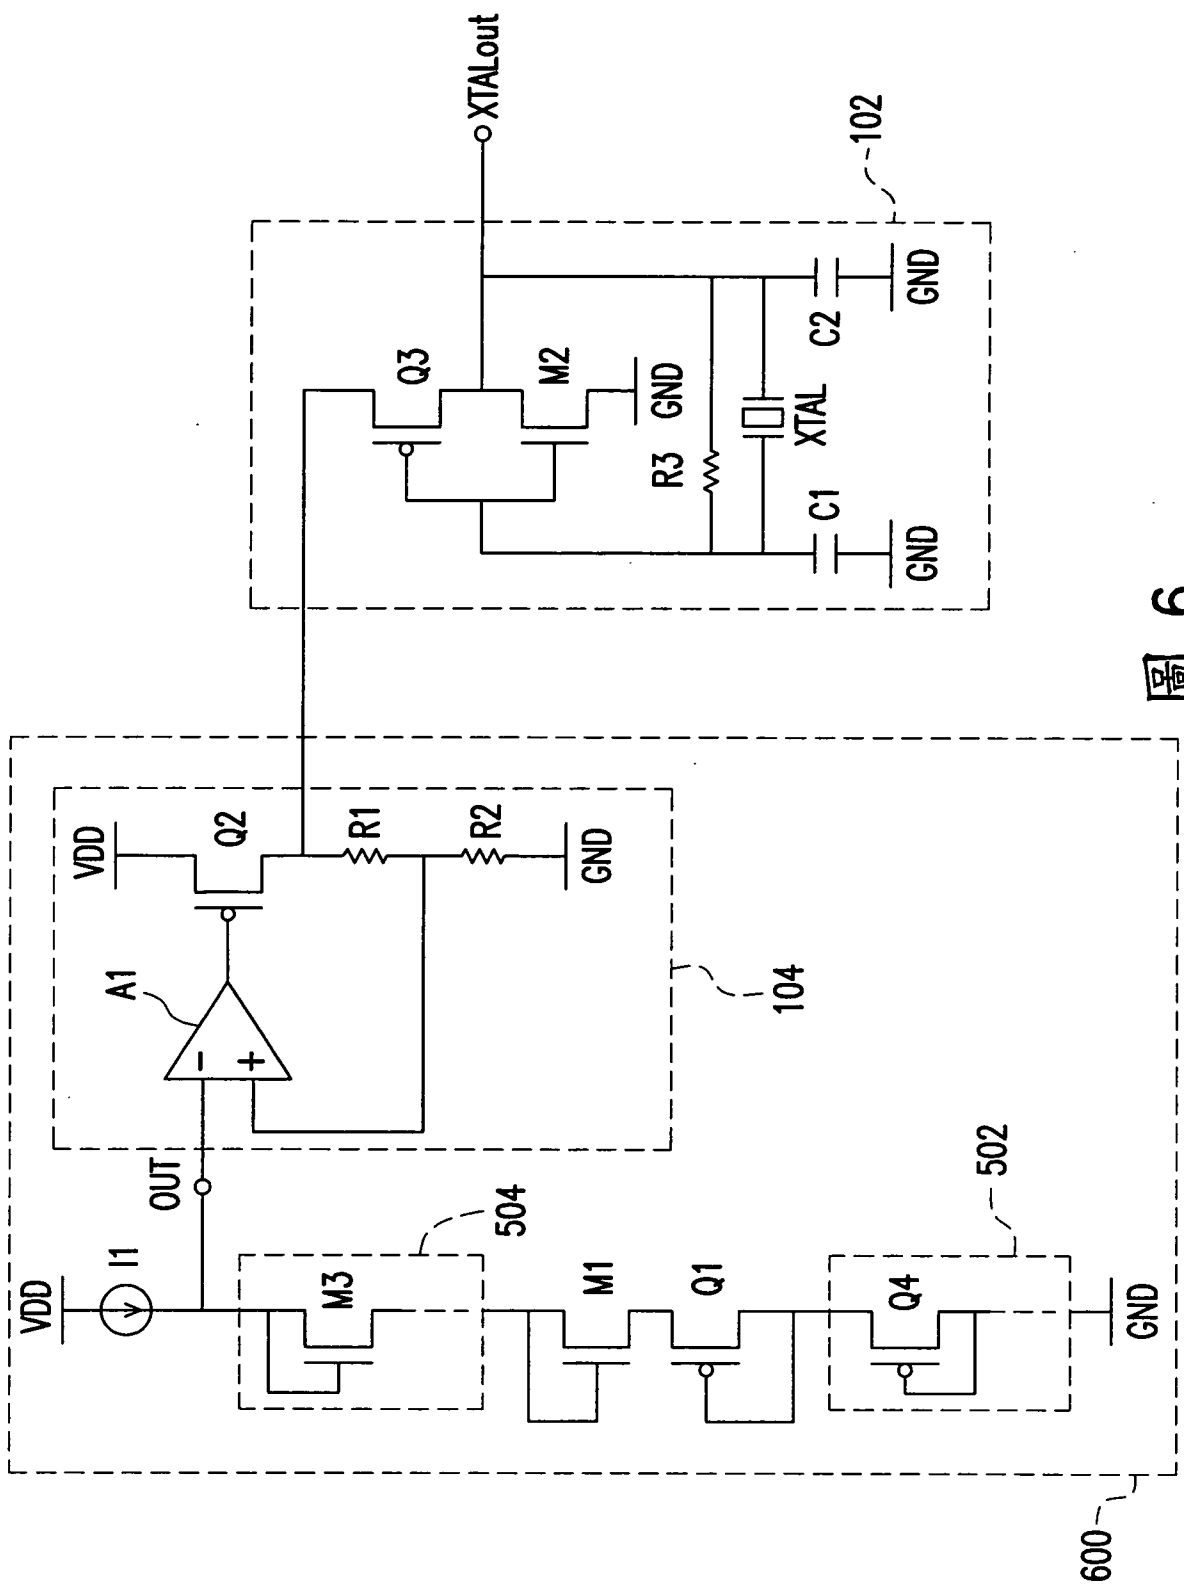 VDD
I1
OUT
A1
-
+
VDD
Q2
R1
R2
GND
104
504
M3
M1
Q1
Q4
502
GND
600
Q3
M2
GND
XTALout
R3
XTAL
C1
GND
C2
GND
102
圖 6